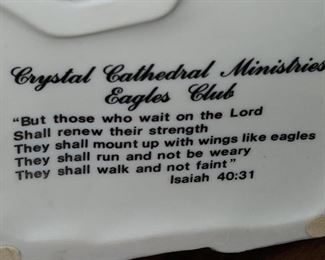 Crystal Cathedral Ministries
Eagles Club
"But those who wait on the Lord
Shall renew their strength
They shall mount up with wings like eagles
They shall run and not be weary
They shall walk and not faint"
Isaiah 40:31